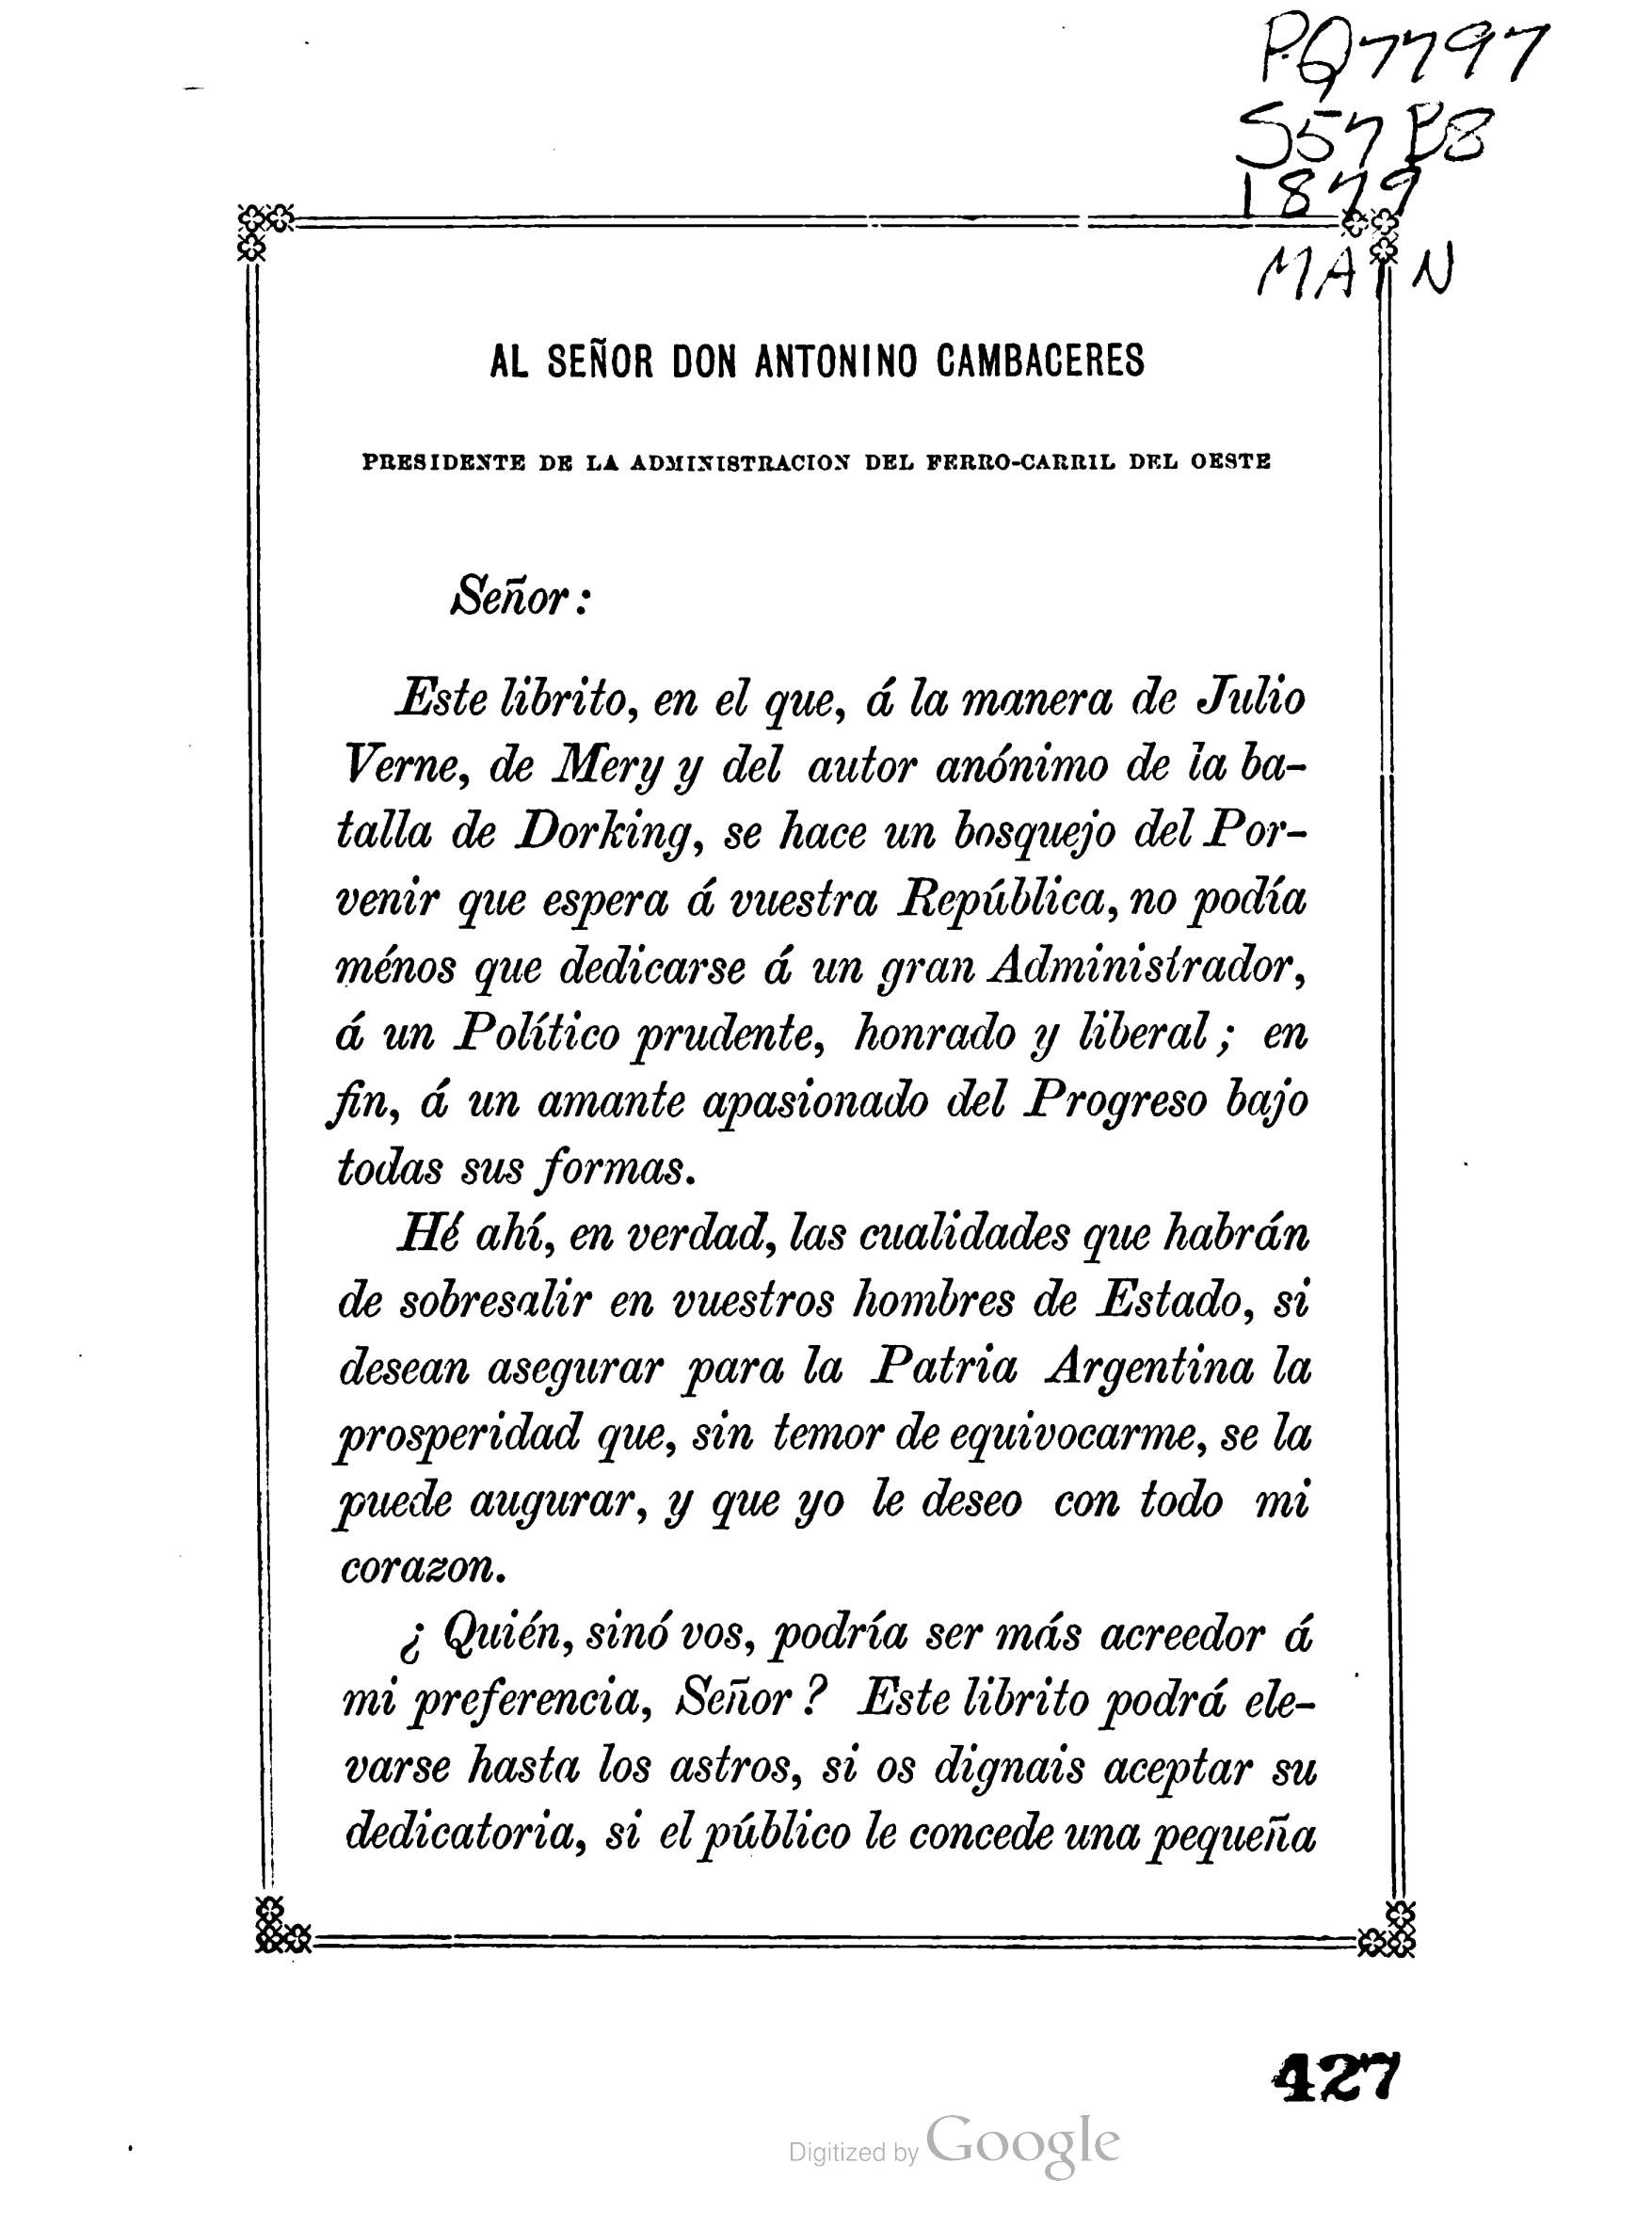 PQ7797
S57B8
1879
MAIN
AL SEÑOR DON ANTONINO CAMBACERES
PRESIDENTE DE LA ADMINISTRACION DEL FERRO-CARRIL DEL OESTE
Señor:
Este librito, en el que, á la manera de Julio
Verne, de Mery y del autor anónimo de la ba-
talla de Dorking, se hace un bosquejo del Por-
venir que espera á vuestra República, no podía
ménos que dedicarse á un gran Administrador,
á un Político prudente, honrado y liberal; en
fin, á un amante apasionado del Progreso bajo
todas sus formas.
Hé ahí, en verdad, las cualidades que habrán
de sobresalir en vuestros hombres de Estado, si
desean asegurar para la Patria Argentina la
prosperidad que, sin temor de equivocarme, se la
puede augurar, y que yo le deseo con todo mi
corazon.
¿Quién, sinó vos, podría ser más acreedor á
mi preferencia, Señor? Este librito podrá ele-
varse hasta los astros, si os dignais aceptar su
dedicatoria, si el público le concede una pequeña
427
Digitized by Google